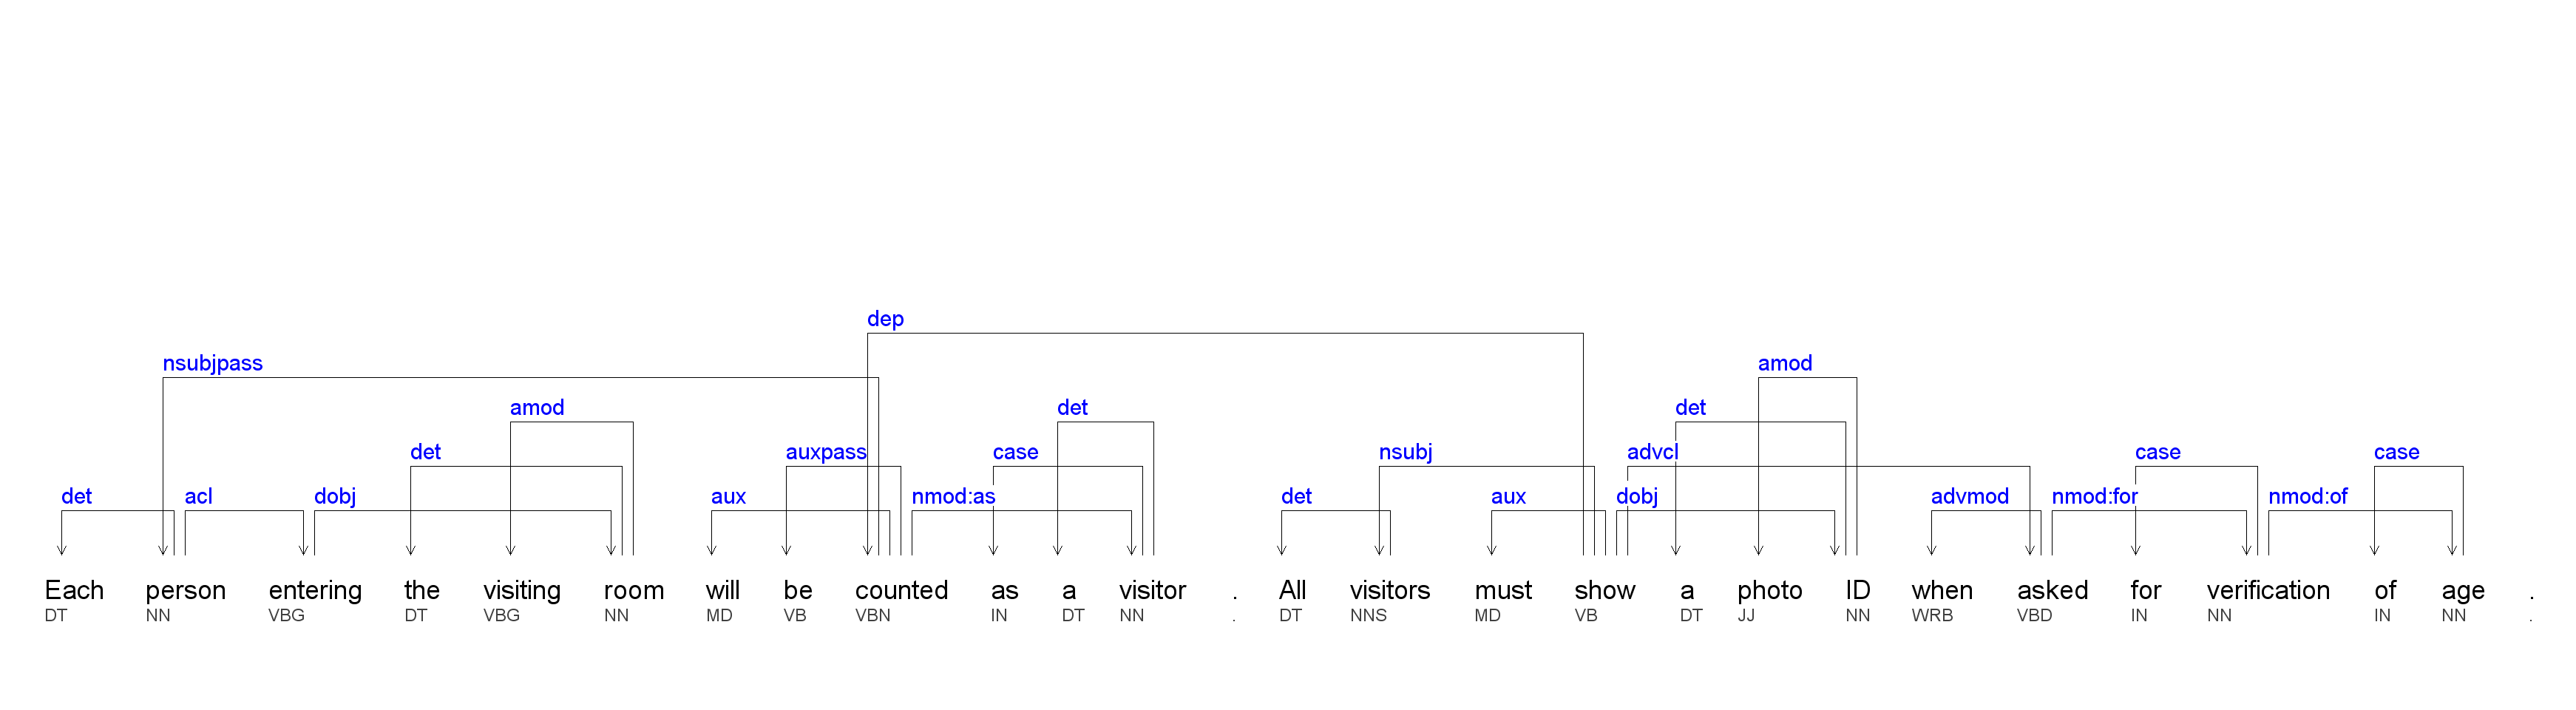 dep
nsubjpass amod
amod det det
det auxpass case nsubj advcl case case
det acl dobj aux nmod:as det aux dobj advmod nmod:for nmod:of
Each person entering the visiting room will be counted as a visitor . All visitors must show a photo ID when asked for verification of age .
DT NN VBG DT VBG NN MD VB VBN IN DT NN . DT NNS MD VB DT JJ NN WRB VBD IN NN IN NN .